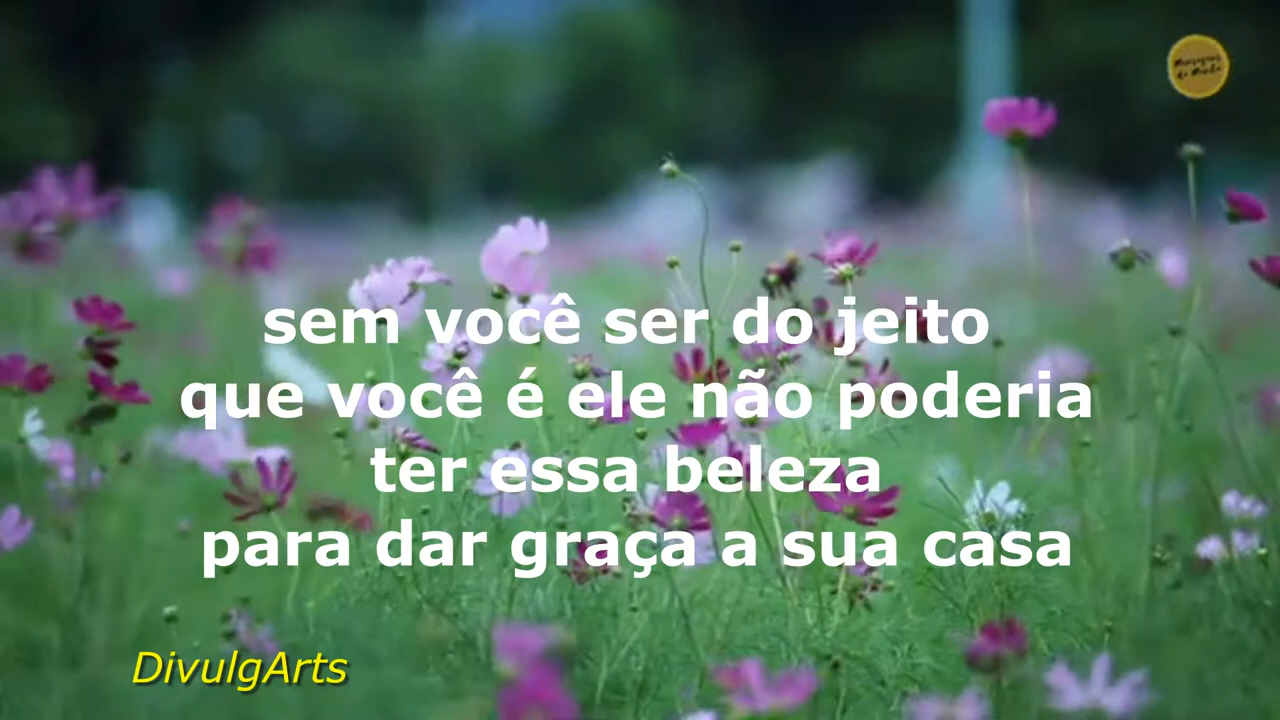 sem você ser do jeito
que você é ele não poderia
ter essa beleza
para dar graça a sua casa
DivulgArts